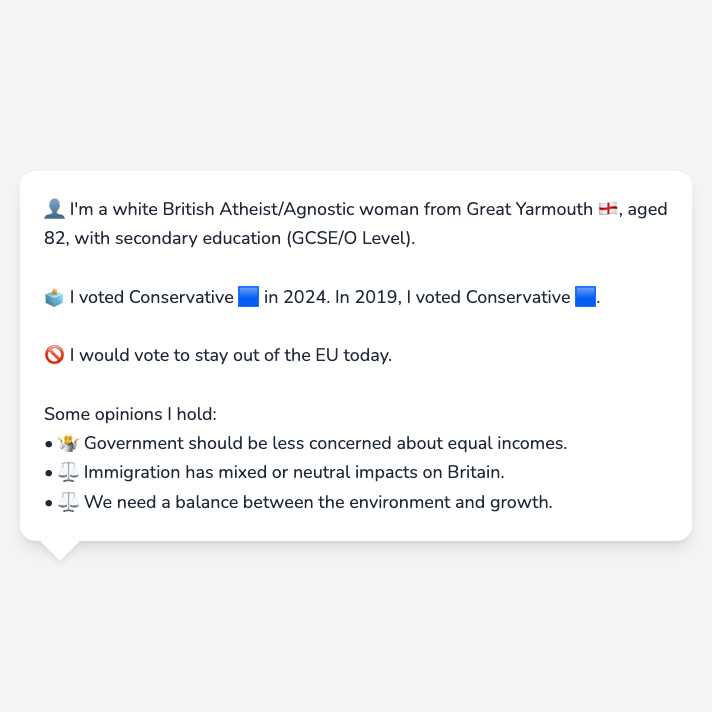 👤 I'm a white British Atheist/Agnostic woman from Great Yarmouth 🏴󠁧󠁢󠁥󠁮󠁧󠁿, aged
82, with secondary education (GCSE/O Level).
🗳️ I voted Conservative 🟦 in 2024. In 2019, I voted Conservative 🟦.
🚫 I would vote to stay out of the EU today.
Some opinions I hold:
• 🤷 Government should be less concerned about equal incomes.
• ⚖️ Immigration has mixed or neutral impacts on Britain.
• ⚖️ We need a balance between the environment and growth.